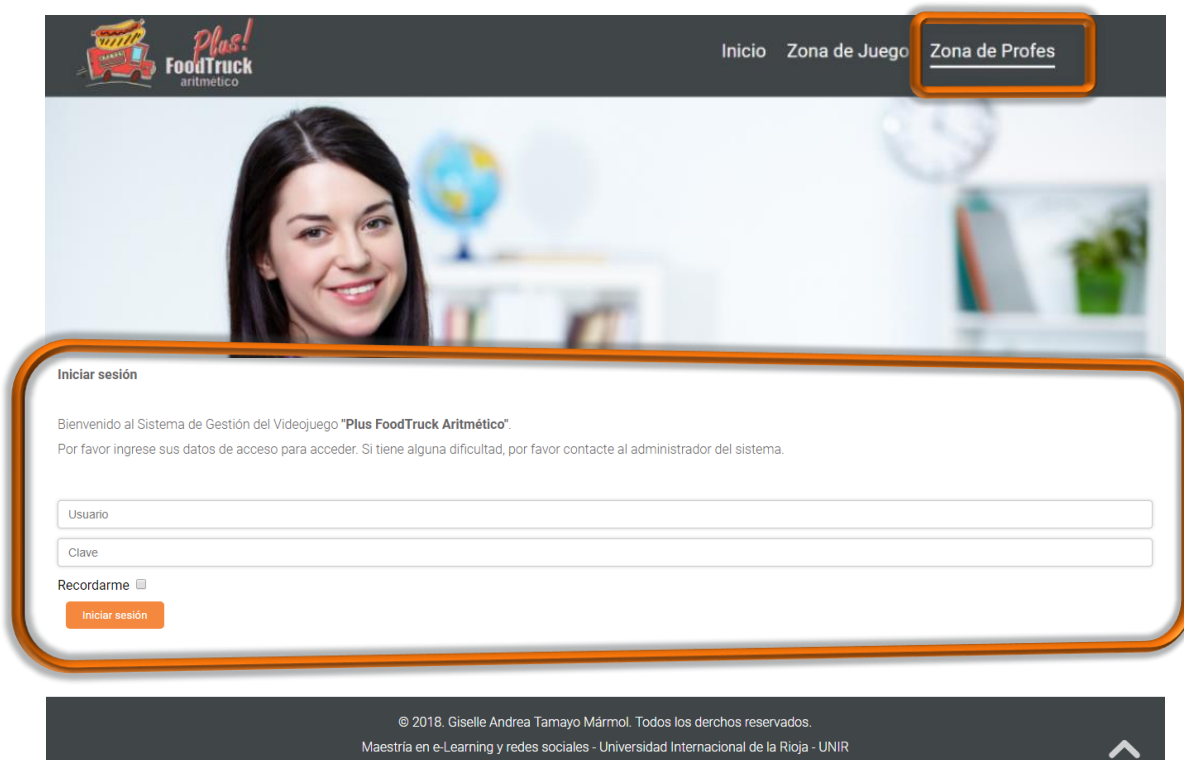 Plus!
FoodTruck
aritmetico
Inicio Zona de Juego Zona de Profes
Iniciar sesión
Bienvenido al Sistema de Gestión del Videojuego "Plus FoodTruck Aritmético".
Por favor ingrese sus datos de acceso para acceder. Si tiene alguna dificultad, por favor contacte al administrador del sistema.
Usuario
Clave
Recordarme
Iniciar sesión
© 2018. Giselle Andrea Tamayo Mármol. Todos los derchos reservados.
Maestría en e-Learning y redes sociales - Universidad Internacional de la Rioja - UNIR